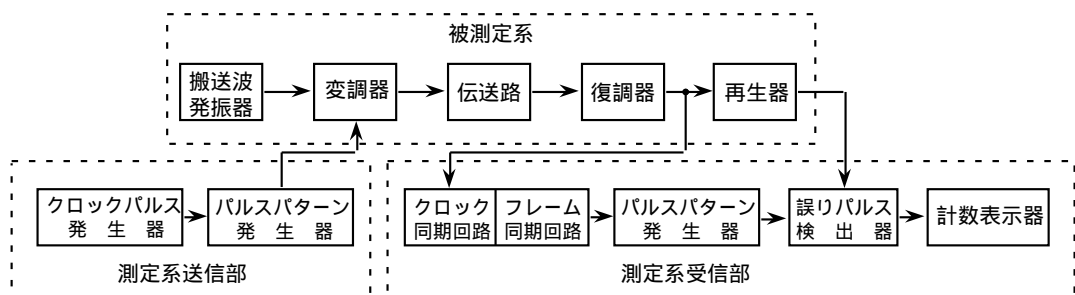 被測定系
搬送波
発振器
変調器
伝送路
復調器
再生器
クロックパルス
発 生 器
パルスパターン
発 生 器
測定系送信部
クロック
同期回路
フレーム
同期回路
パルスパターン
発 生 器
誤りパルス
検 出 器
計数表示器
測定系受信部